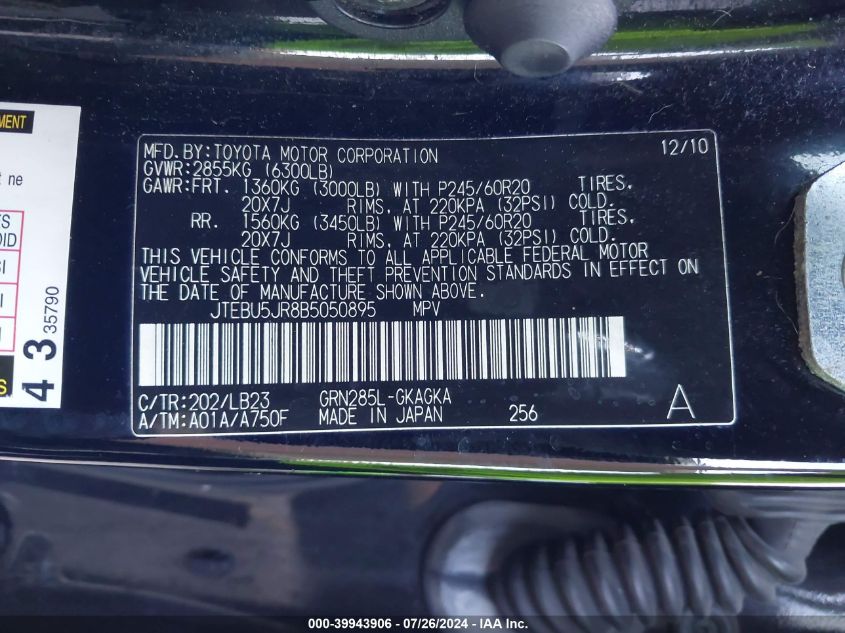 MFD.BY:TOYOTA MOTOR CORPORATION 12/10
GVWR:2855KG (6300LB)
GAWR:FRT. 1360KG (3000LB) WITH P245/60R20 TIRES,
20X7J RIMS, AT 220KPA (32PSI) COLD.
RR. 1560KG (3450LB) WITH P245/60R20 TIRES,
20X7J RIMS, AT 220KPA (32PSI) COLD.
THIS VEHICLE CONFORMS TO ALL APPLICABLE FEDERAL MOTOR
VEHICLE SAFETY AND THEFT PREVENTION STANDARDS IN EFFECT ON
THE DATE OF MANUFACTURE SHOWN ABOVE.
JTEBU5JR8B5050895 MPV
C/TR:202/LB23 GRN285L-GKAGKA
A/TM:A01A/A750F MADE IN JAPAN 256 A
MENT
t ne
TS
OID
SI
I
I
S
43 35790
000-39943906 - 07/26/2024 - IAA Inc.